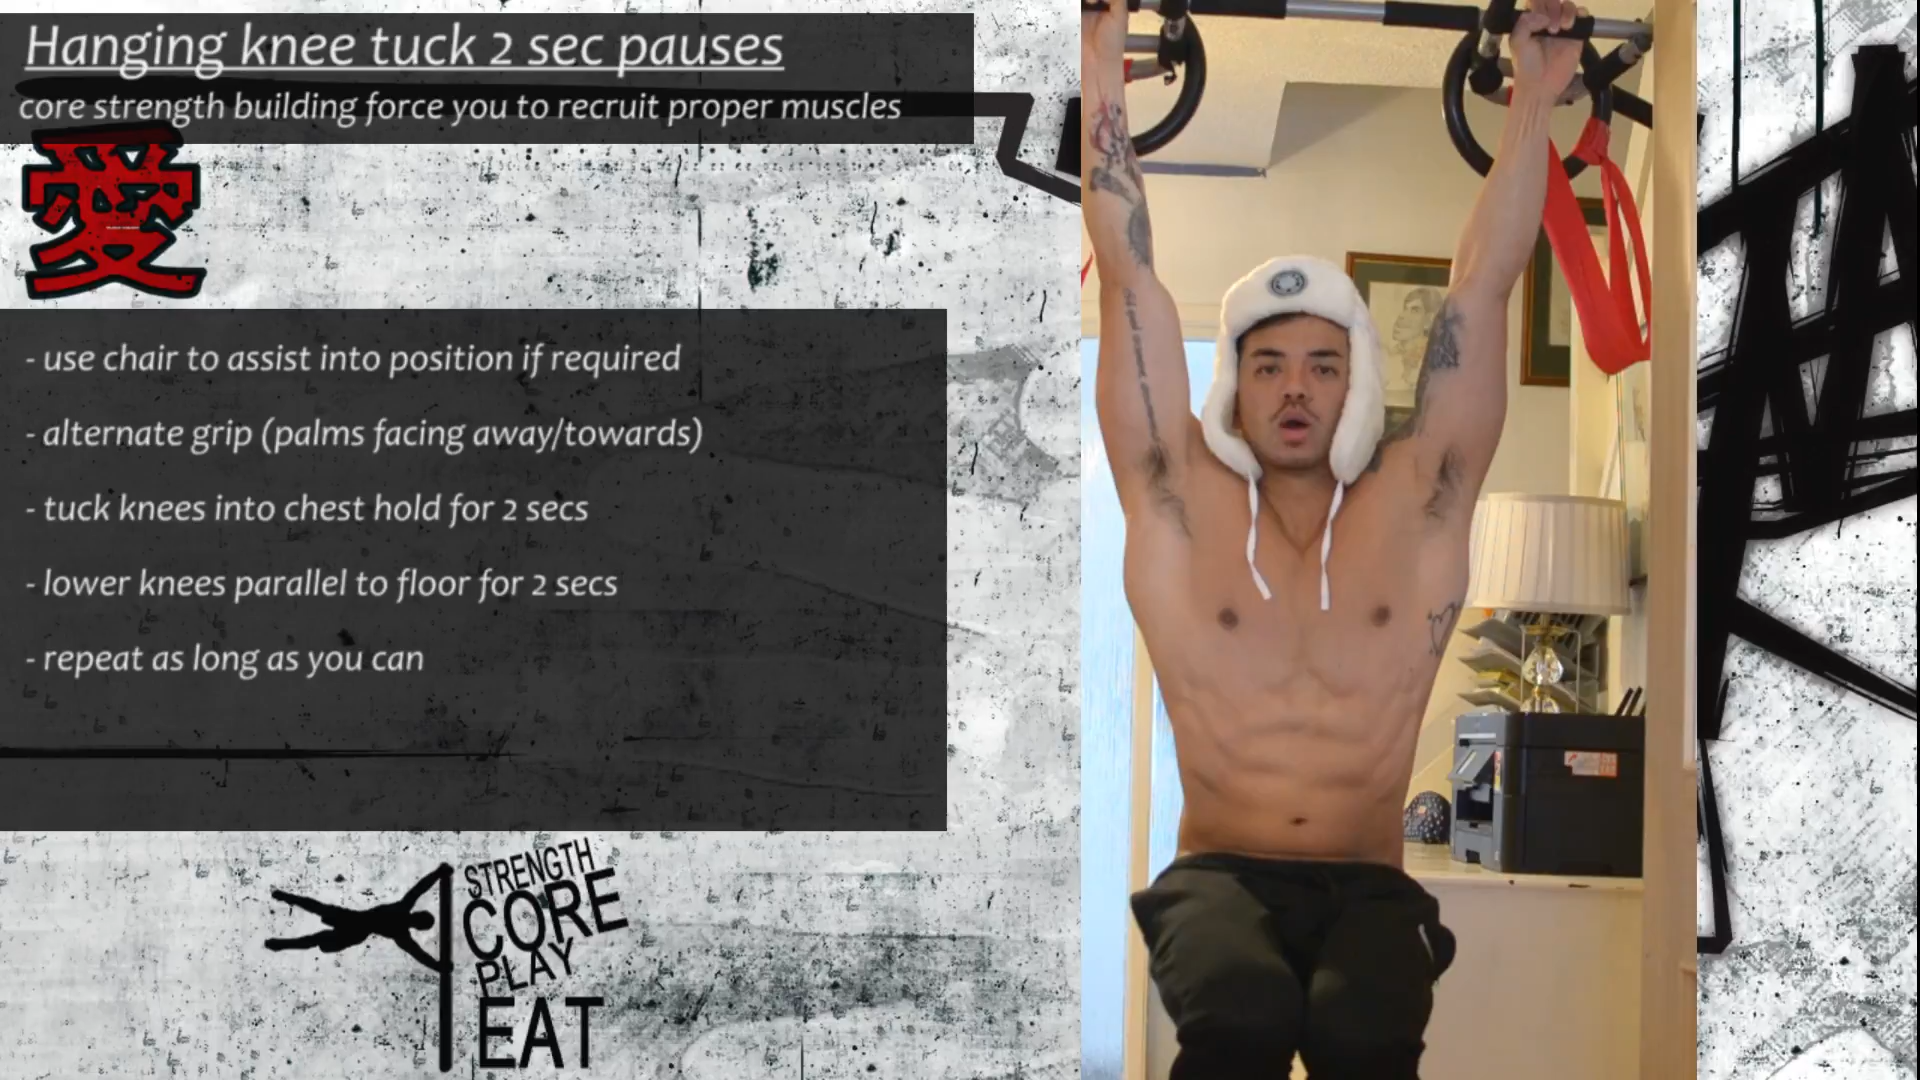 Hanging knee tuck 2 sec pauses
core strength building force you to recruit proper muscles
愛
- use chair to assist into position if required
- alternate grip (palms facing away/towards)
- tuck knees into chest hold for 2 secs
- lower knees parallel to floor for 2 secs
- repeat as long as you can
STRENGTH
CORE
PLAY
EAT